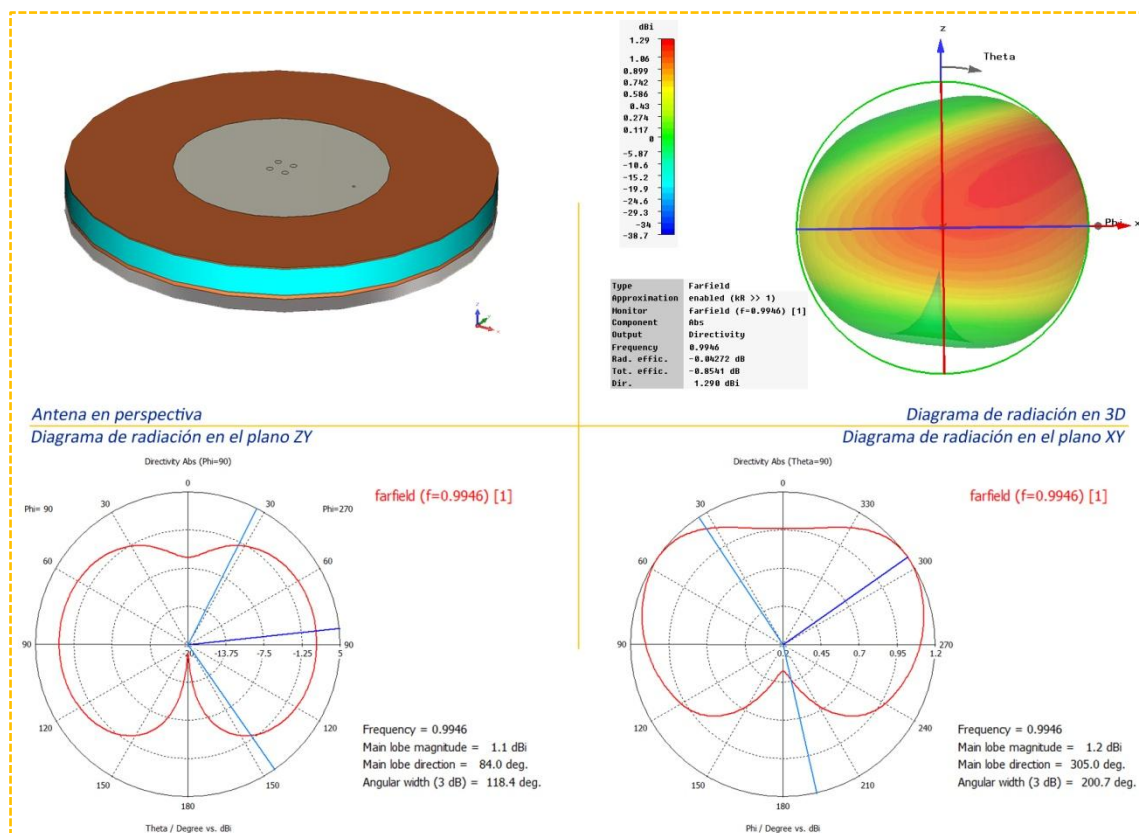 dBi
1.29
1.06
0.899
0.742
0.586
0.43
0.274
0.117
0
-5.87
-10.6
-15.2
-19.9
-24.6
-29.3
-34
-38.7
z
Theta
Phi
x
Type Farfield
Approximation enabled (kR >> 1)
Monitor farfield (f=0.9946) [1]
Component Abs
Output Directivity
Frequency 0.9946
Rad. effic. -0.04272 dB
Tot. effic. -0.8541 dB
Dir. 1.290 dBi
Antena en perspectiva
Diagrama de radiación en 3D
Diagrama de radiación en el plano ZY
Diagrama de radiación en el plano XY
Directivity Abs (Phi=90)
farfield (f=0.9946) [1]
Phi= 90
Phi=270
0
30
30
60
60
90
90
-20 -13.75 -7.5 -1.25 5
120
120
150
150
180
Frequency = 0.9946
Main lobe magnitude = 1.1 dBi
Main lobe direction = 84.0 deg.
Angular width (3 dB) = 118.4 deg.
Theta / Degree vs. dBi
Directivity Abs (Theta=90)
farfield (f=0.9946) [1]
0
30
330
60
300
90
270
0.2 0.45 0.7 0.95 1.2
120
240
150
210
180
Frequency = 0.9946
Main lobe magnitude = 1.2 dBi
Main lobe direction = 305.0 deg.
Angular width (3 dB) = 200.7 deg.
Phi / Degree vs. dBi